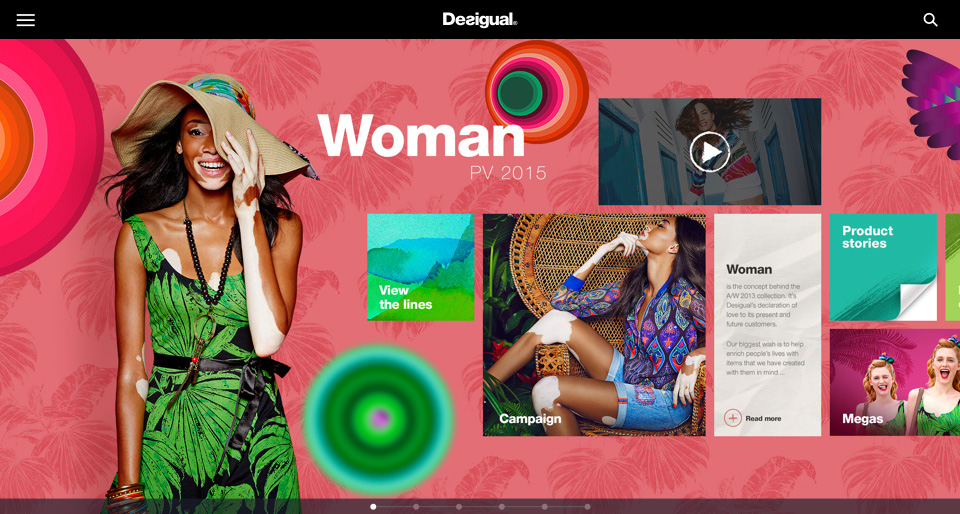 Desigual.
Woman
PV 2015
View
the lines
Campaign
Woman
is the concept behind the
A/W 2013 collection. It's
Desigual's declaration of
love to its present and
future customers.
Our biggest wish is to help
enrich people's lives with
items that we have created
with them in mind ...
Read more
Product
stories
Megas